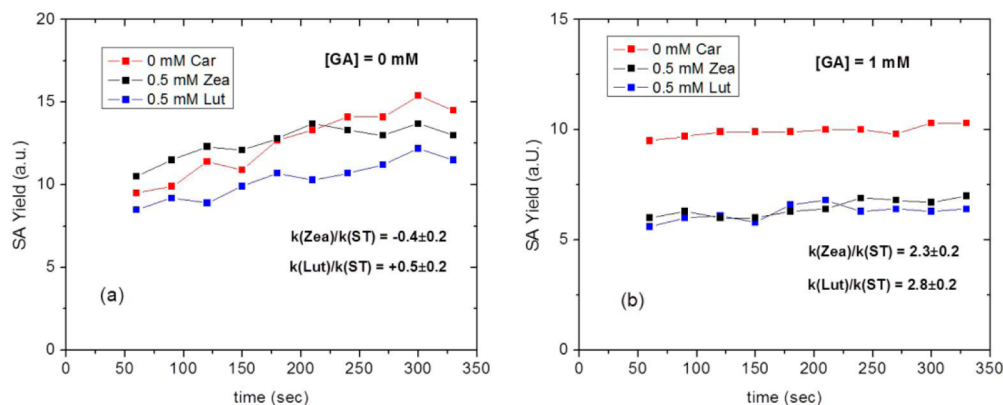 20
15
10
5
0
SA Yield (a.u.)
0 mM Car
0.5 mM Zea
0.5 mM Lut
[GA] = 0 mM
k(Zea)/k(ST) = -0.4±0.2
k(Lut)/k(ST) = +0.5±0.2
(a)
0 50 100 150 200 250 300 350
time (sec)
15
10
5
0
SA Yield (a.U.)
0 mM Car
0.5 mM Zea
0.5 mM Lut
[GA] = 1 mM
k(Zea)/k(ST) = 2.3±0.2
k(Lut)/k(ST) = 2.8±0.2
(b)
0 50 100 150 200 250 300 350
time (sec)